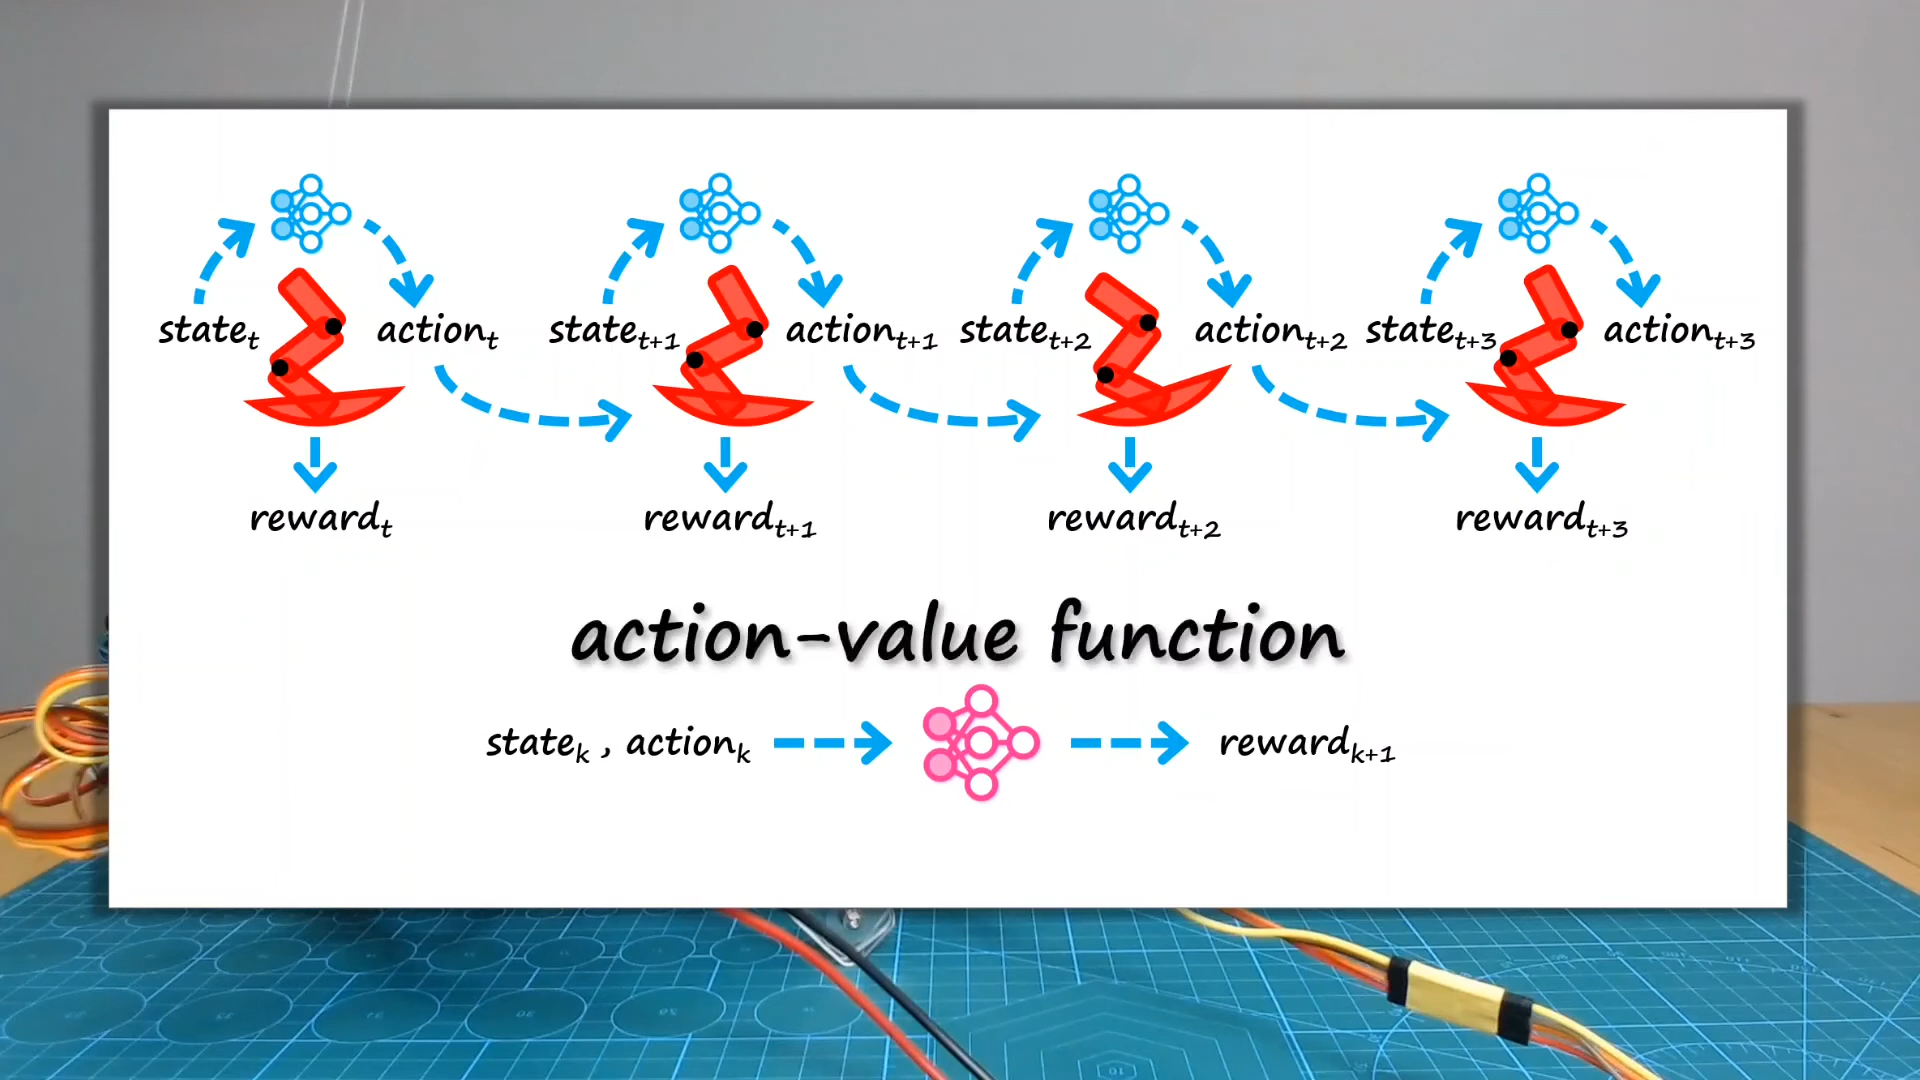 state_t action_t state_t+1 action_t+1 state_t+2 action_t+2 state_t+3 action_t+3
reward_t reward_t+1 reward_t+2 reward_t+3
action-value function
state_k , action_k reward_k+1